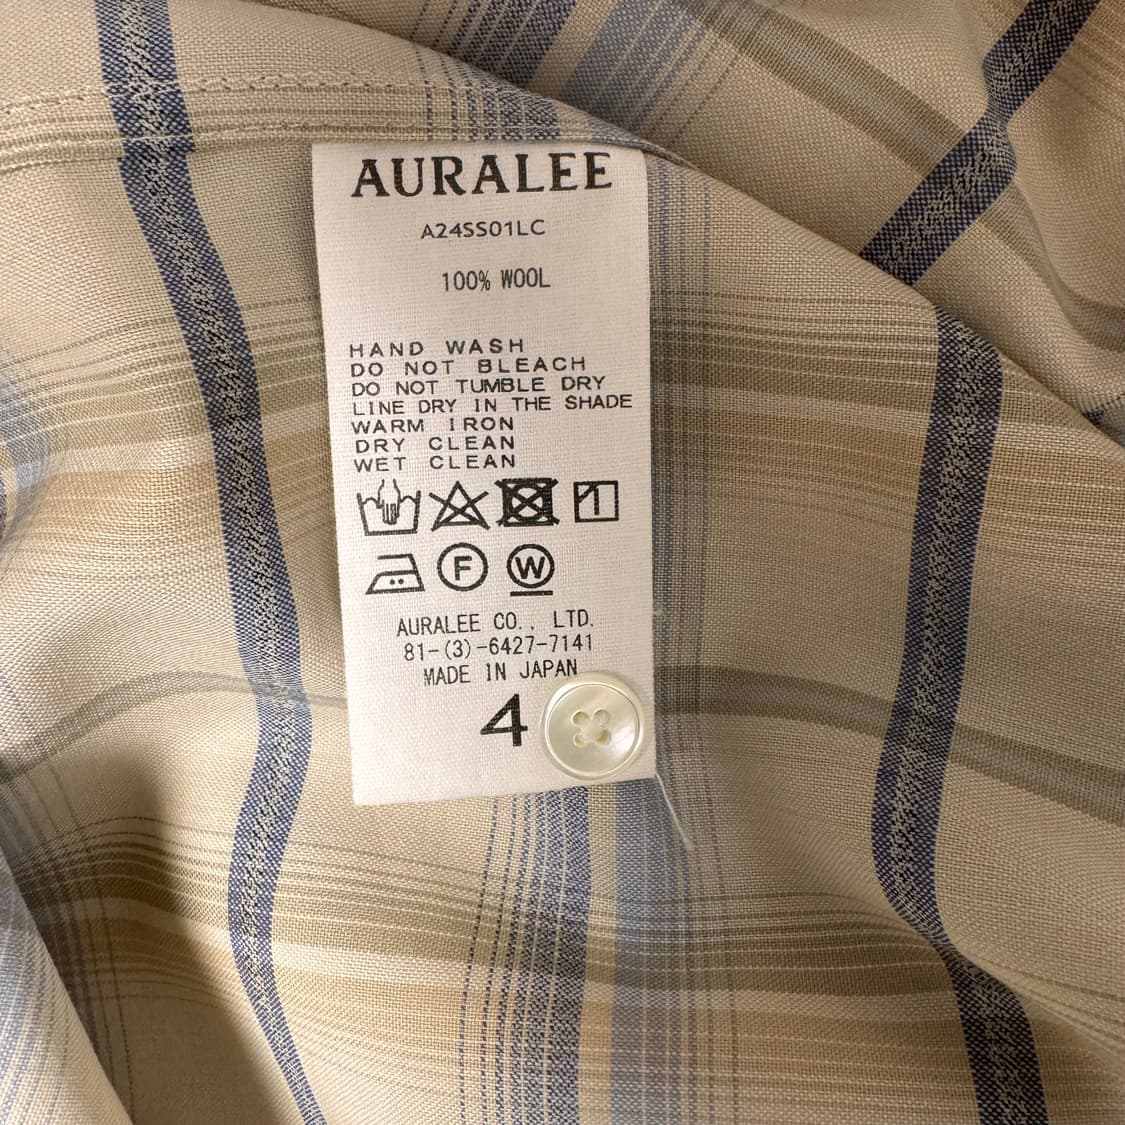 AURALEE
A24SS01LC
100% WOOL
HAND WASH
DO NOT BLEACH
DO NOT TUMBLE DRY
LINE DRY IN THE SHADE
WARM IRON
DRY CLEAN
WET CLEAN
F W
AURALEE CO., LTD.
81-(3)-6427-7141
MADE IN JAPAN
4